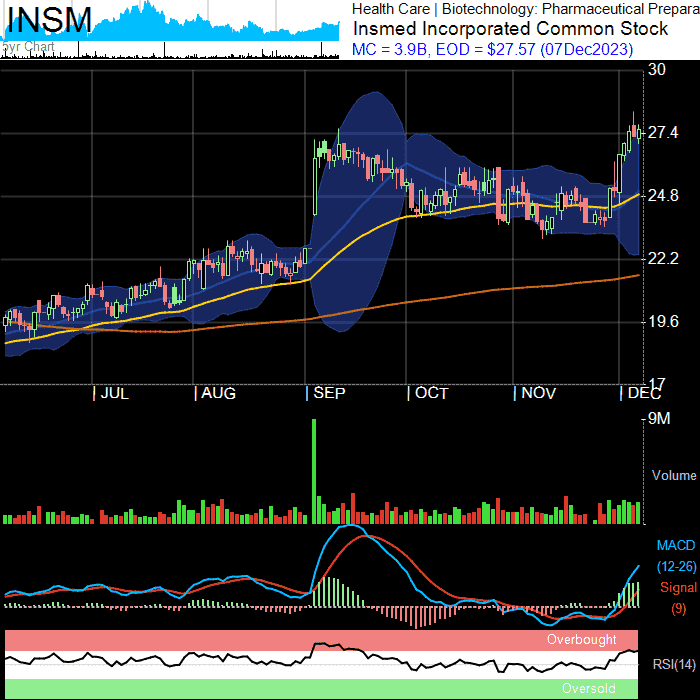 INSM
5yr Chart
Health Care | Biotechnology: Pharmaceutical Prepara
Insmed Incorporated Common Stock
MC = 3.9B, EOD = $27.57 (07Dec2023)
30
27.4
24.8
22.2
19.6
17
JUL AUG SEP OCT NOV DEC
9M
Volume
MACD
(12-26)
Signal
(9)
Overbought
RSI(14)
Oversold